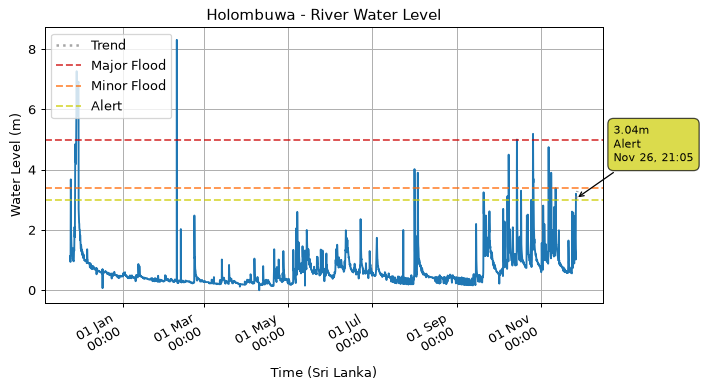 Holombuwa - River Water Level
Trend
Major Flood
Minor Flood
Alert
3.04m
Alert
Nov 26, 21:05
Water Level (m)
8
6
4
2
0
01 Jan
00:00
01 Mar
00:00
01 May
00:00
01 Jul
00:00
01 Sep
00:00
01 Nov
00:00
Time (Sri Lanka)